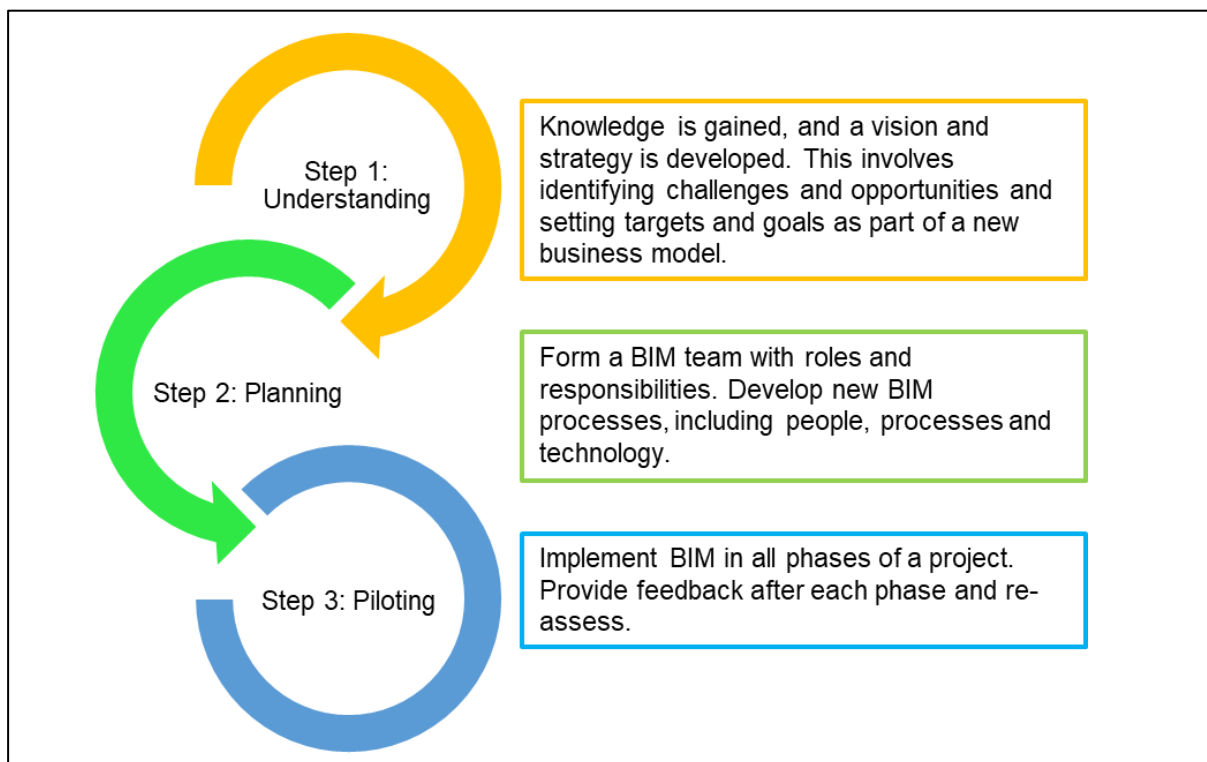 Step 1:
Understanding
Knowledge is gained, and a vision and
strategy is developed. This involves
identifying challenges and opportunities and
setting targets and goals as part of a new
business model.
Step 2: Planning
Form a BIM team with roles and
responsibilities. Develop new BIM
processes, including people, processes and
technology.
Step 3: Piloting
Implement BIM in all phases of a project.
Provide feedback after each phase and re-
assess.